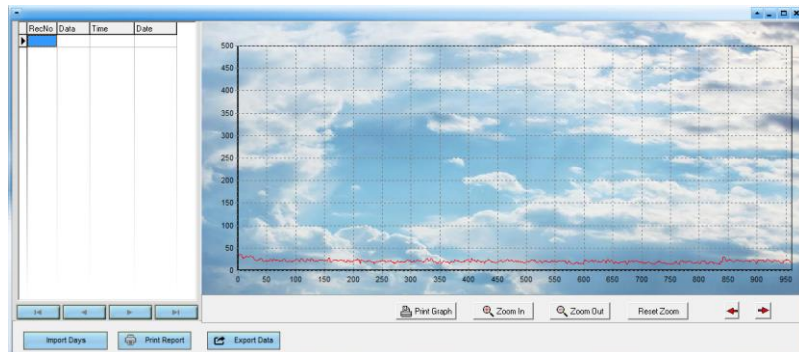 RecNo Data Time Date
500
450
400
350
300
250
200
150
100
50
0
0 50 100 150 200 250 300 350 400 450 500 550 600 650 700 750 800 850 900 950
Print Graph Zoom In Zoom Out Reset Zoom
Import Days Print Report Export Data